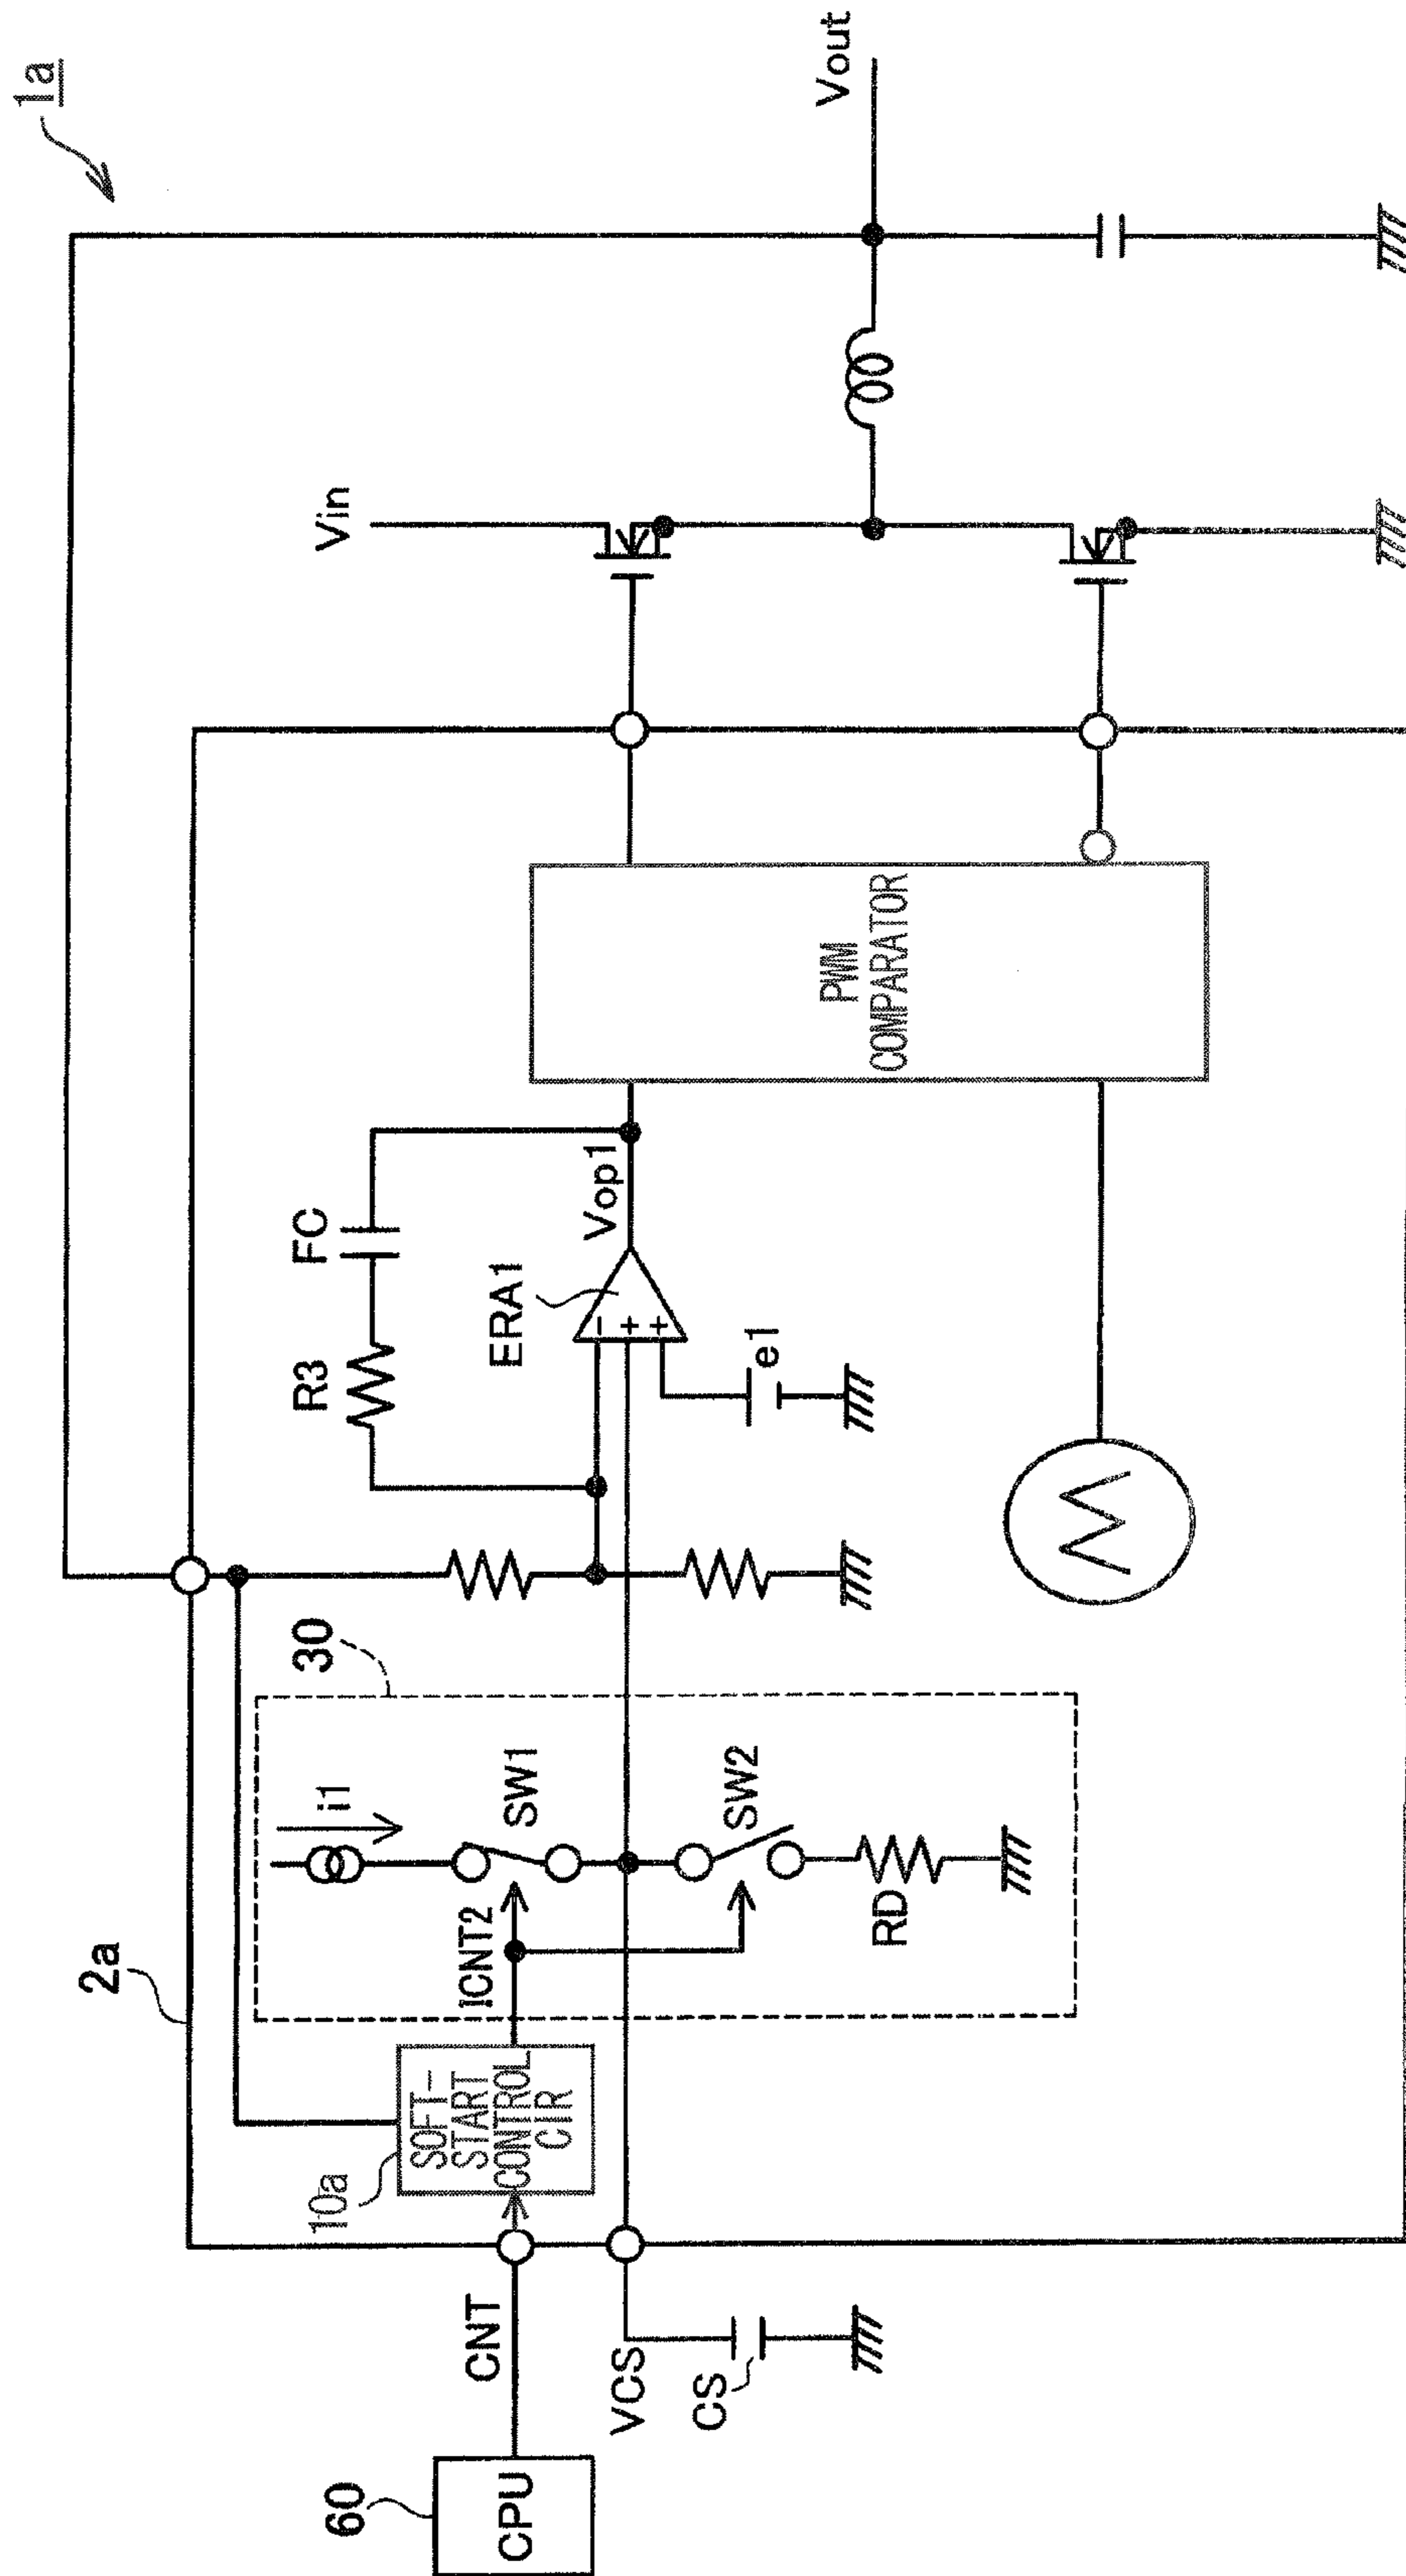 1a
2a
Vin
Vout
30
R3
FC
i1
10a
SOFT-
START
CONTROL
CIR
ICNT2
SW1
ERA1
-
+
+
Vop1
60
CPU
CNT
VCS
CS
SW2
RD
e1
PWM
COMPARATOR